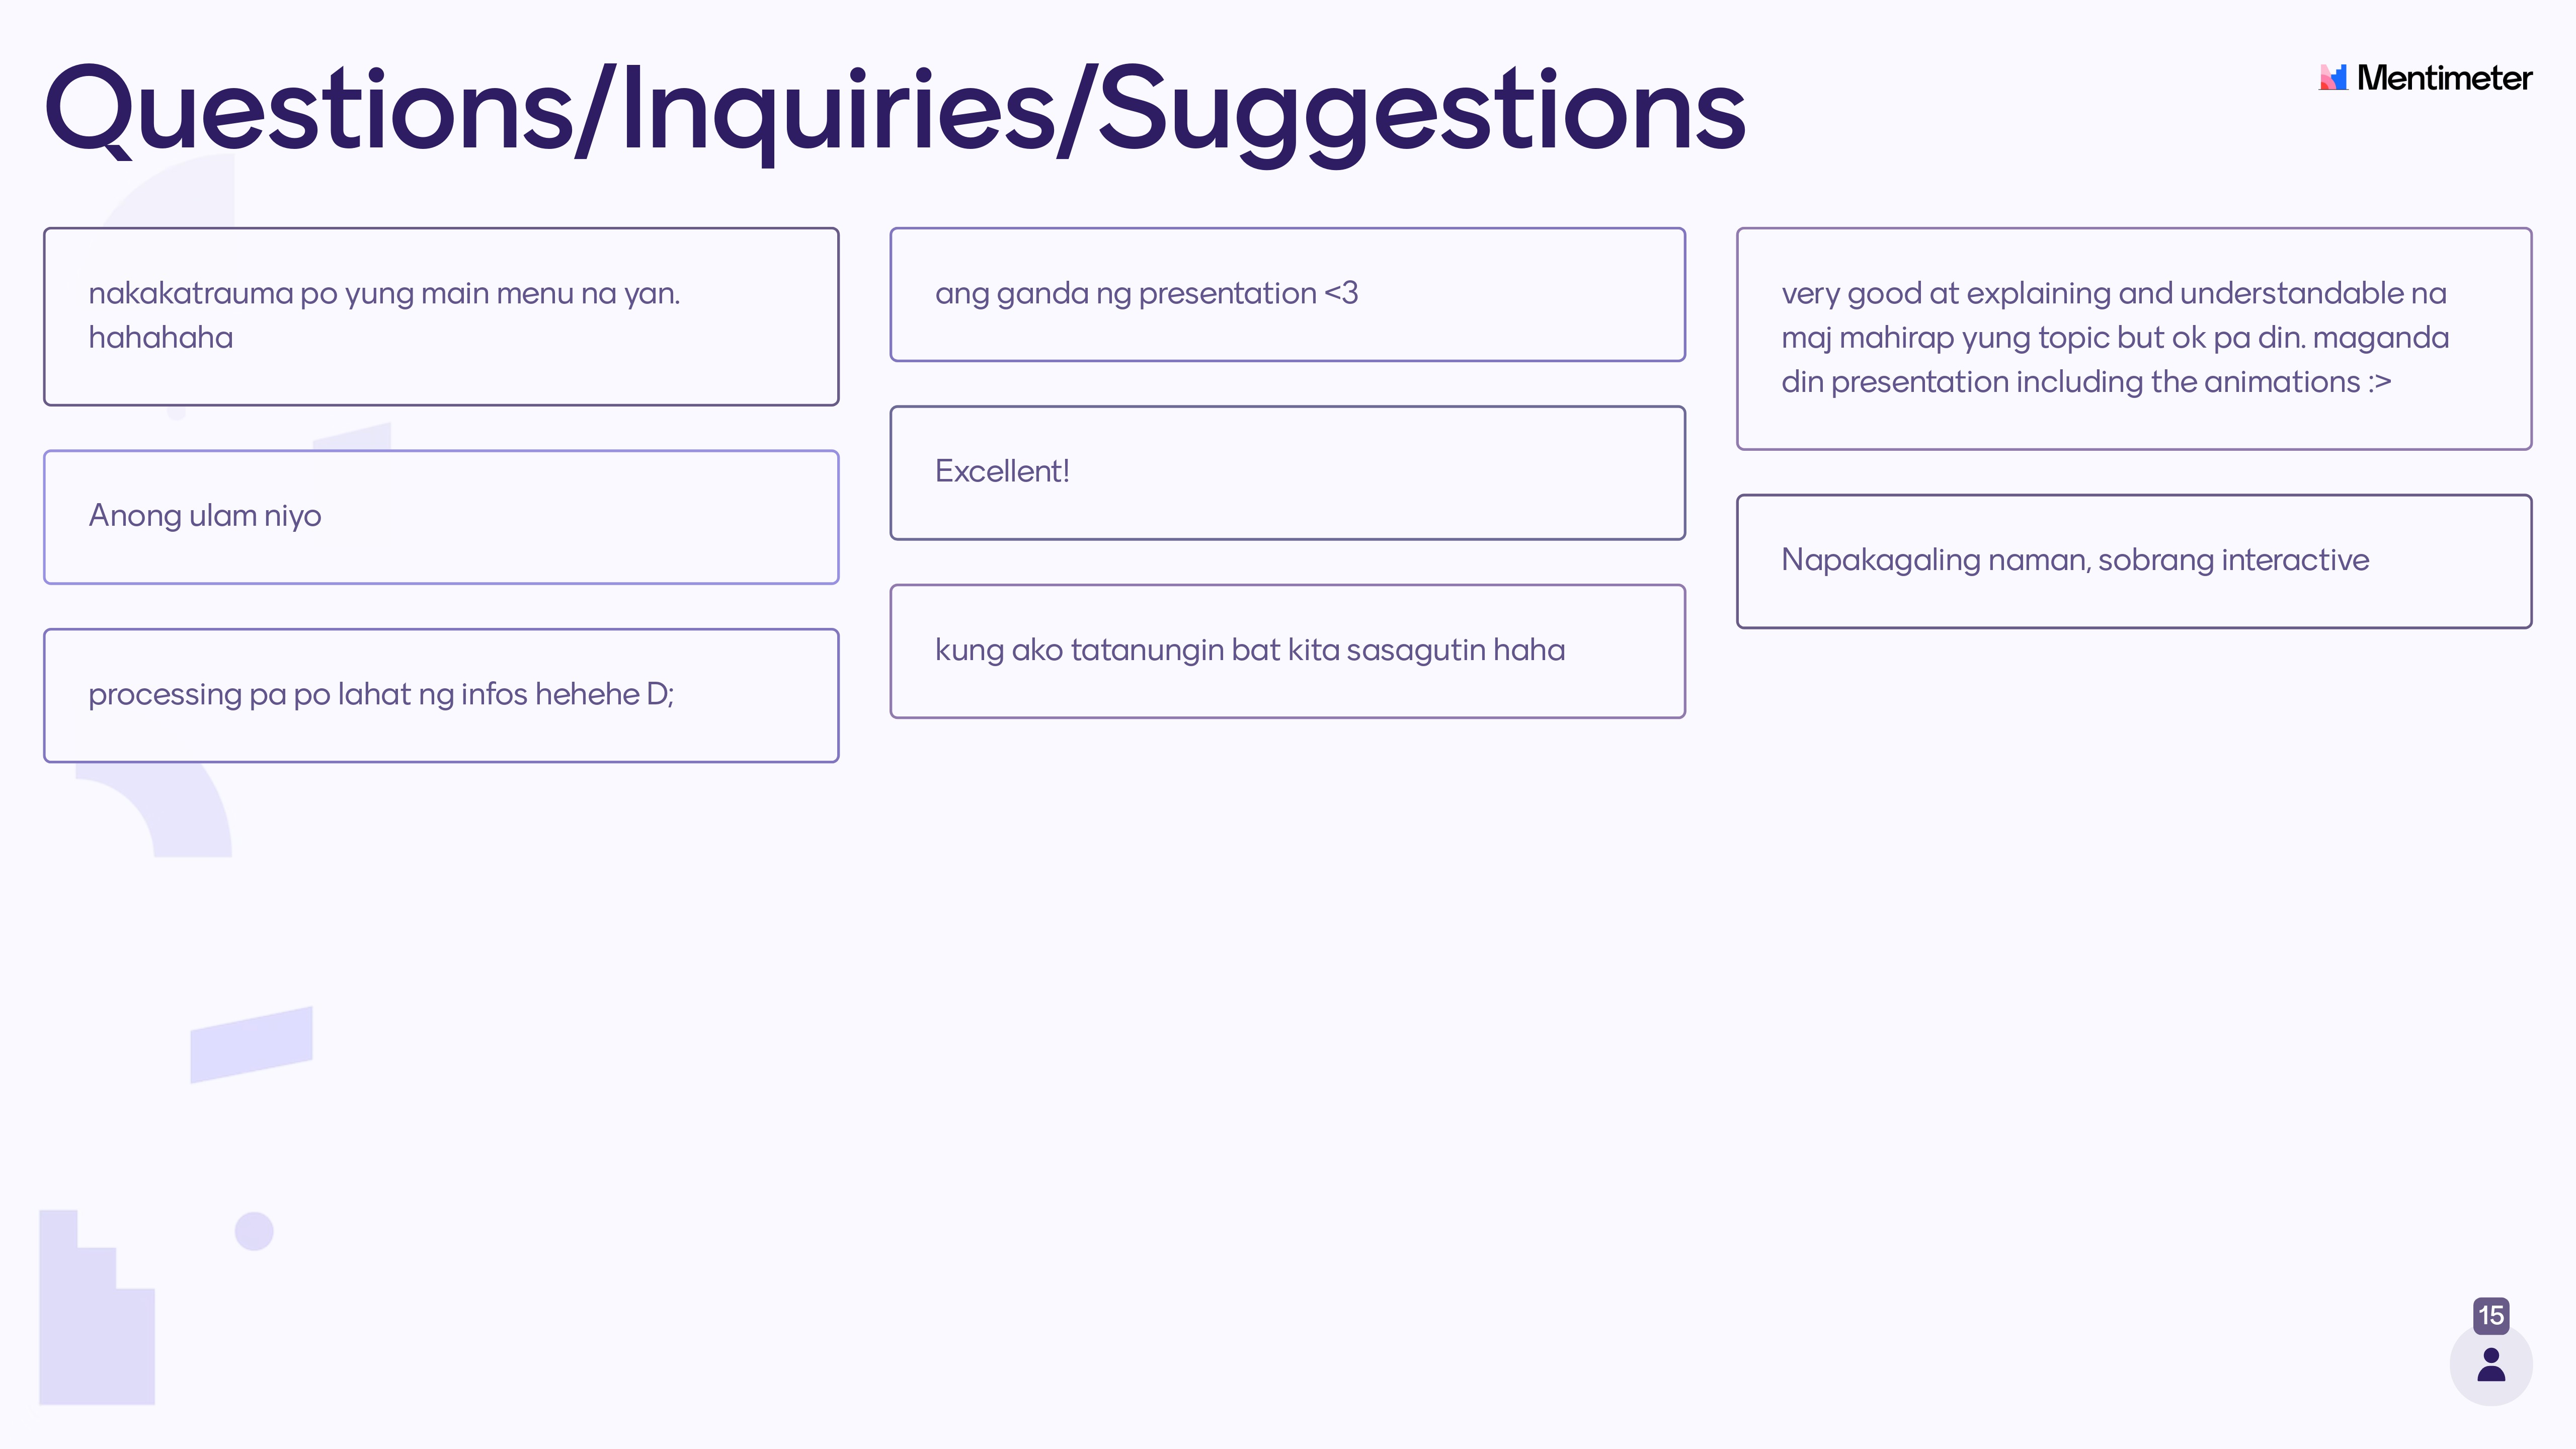 Questions/Inquiries/Suggestions
Mentimeter
nakakatrauma po yung main menu na yan.
hahahaha
Anong ulam niyo
processing pa po lahat ng infos hehehe D;
ang ganda ng presentation <3
Excellent!
kung ako tatanungin bat kita sasagutin haha
very good at explaining and understandable na
maj mahirap yung topic but ok pa din. maganda
din presentation including the animations :>
Napakagaling naman, sobrang interactive
15